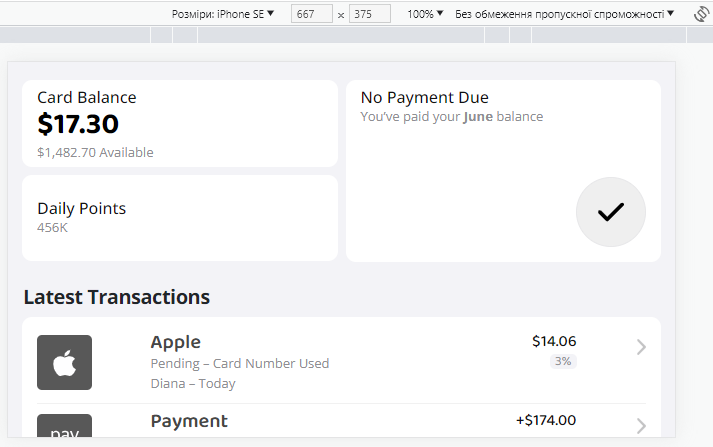 Розміри: iPhone SE ▼ 667 × 375 100% ▼ Без обмеження пропускної спроможності ▼
Card Balance
$17.30
$1,482.70 Available
No Payment Due
You’ve paid your June balance
Daily Points
456K
Latest Transactions
Apple
$14.06
Pending – Card Number Used
3%
Diana – Today
pay
Payment
+$174.00